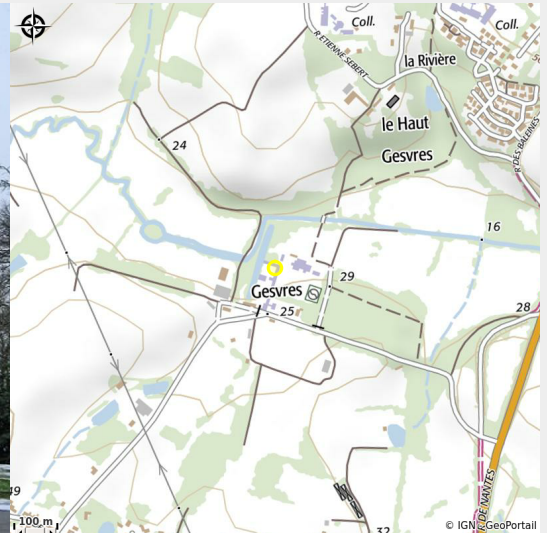 Coll.
Coll.
R. ETIENNE SEBERT
la Rivière
le Haut
Gesvres
24
R. DES BALEINES
16
29
Gesvres
25
28
R. DE NANTES
32
100 m
© IGN - GeoPortail